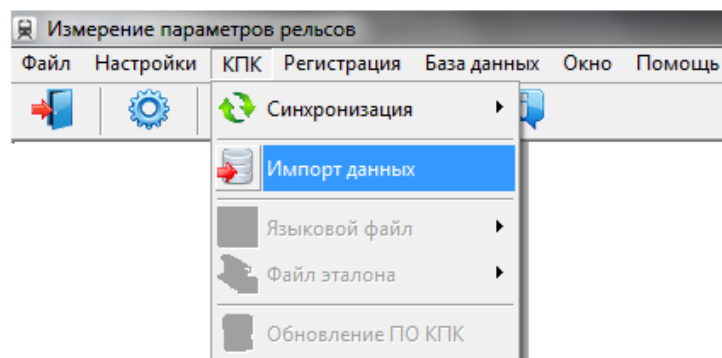 Измерение параметров рельсов
Файл Настройки КПК Регистрация База данных Окно Помощь
Синхронизация
Импорт данных
Языковой файл
Файл эталона
Обновление ПО КПК